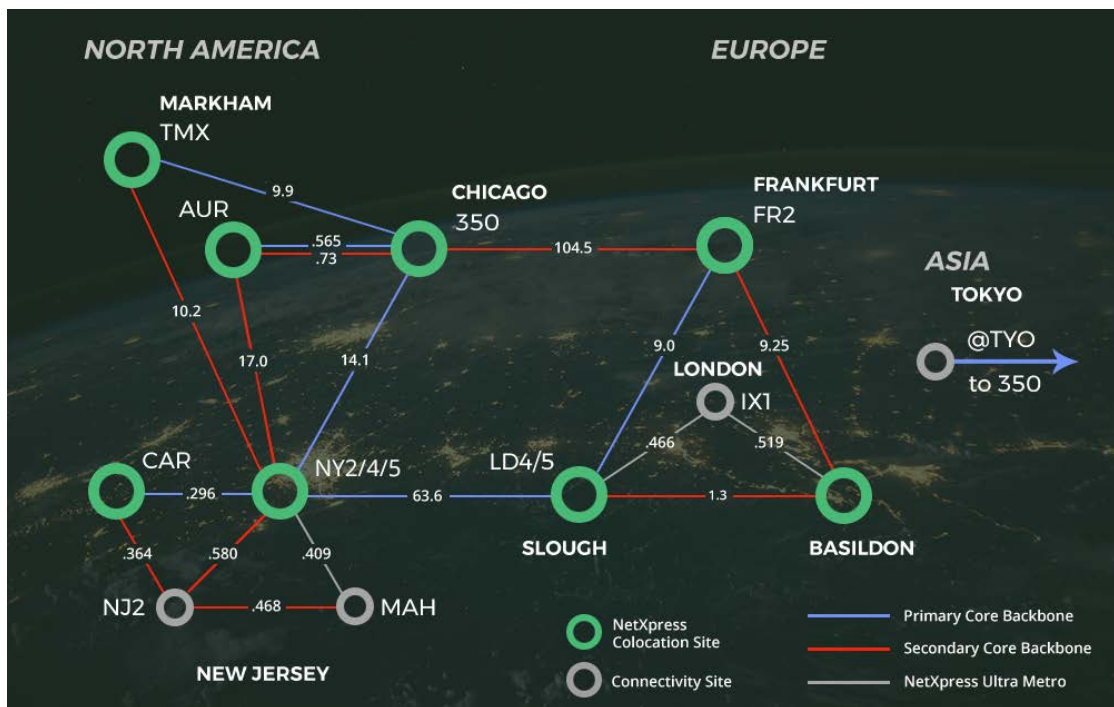 NORTH AMERICA
EUROPE
MARKHAM
TMX
9.9
AUR
.565
.73
CHICAGO
350
104.5
FRANKFURT
FR2
ASIA
TOKYO
@TYO
to 350
10.2
17.0
14.1
9.0
9.25
LONDON
IX1
.466
.519
CAR
.296
NY2/4/5
63.6
LD4/5
1.3
SLOUGH
BASILDON
.364
.580
.409
NJ2
.468
MAH
NEW JERSEY
NetXpress
Colocation Site
Connectivity Site
Primary Core Backbone
Secondary Core Backbone
NetXpress Ultra Metro